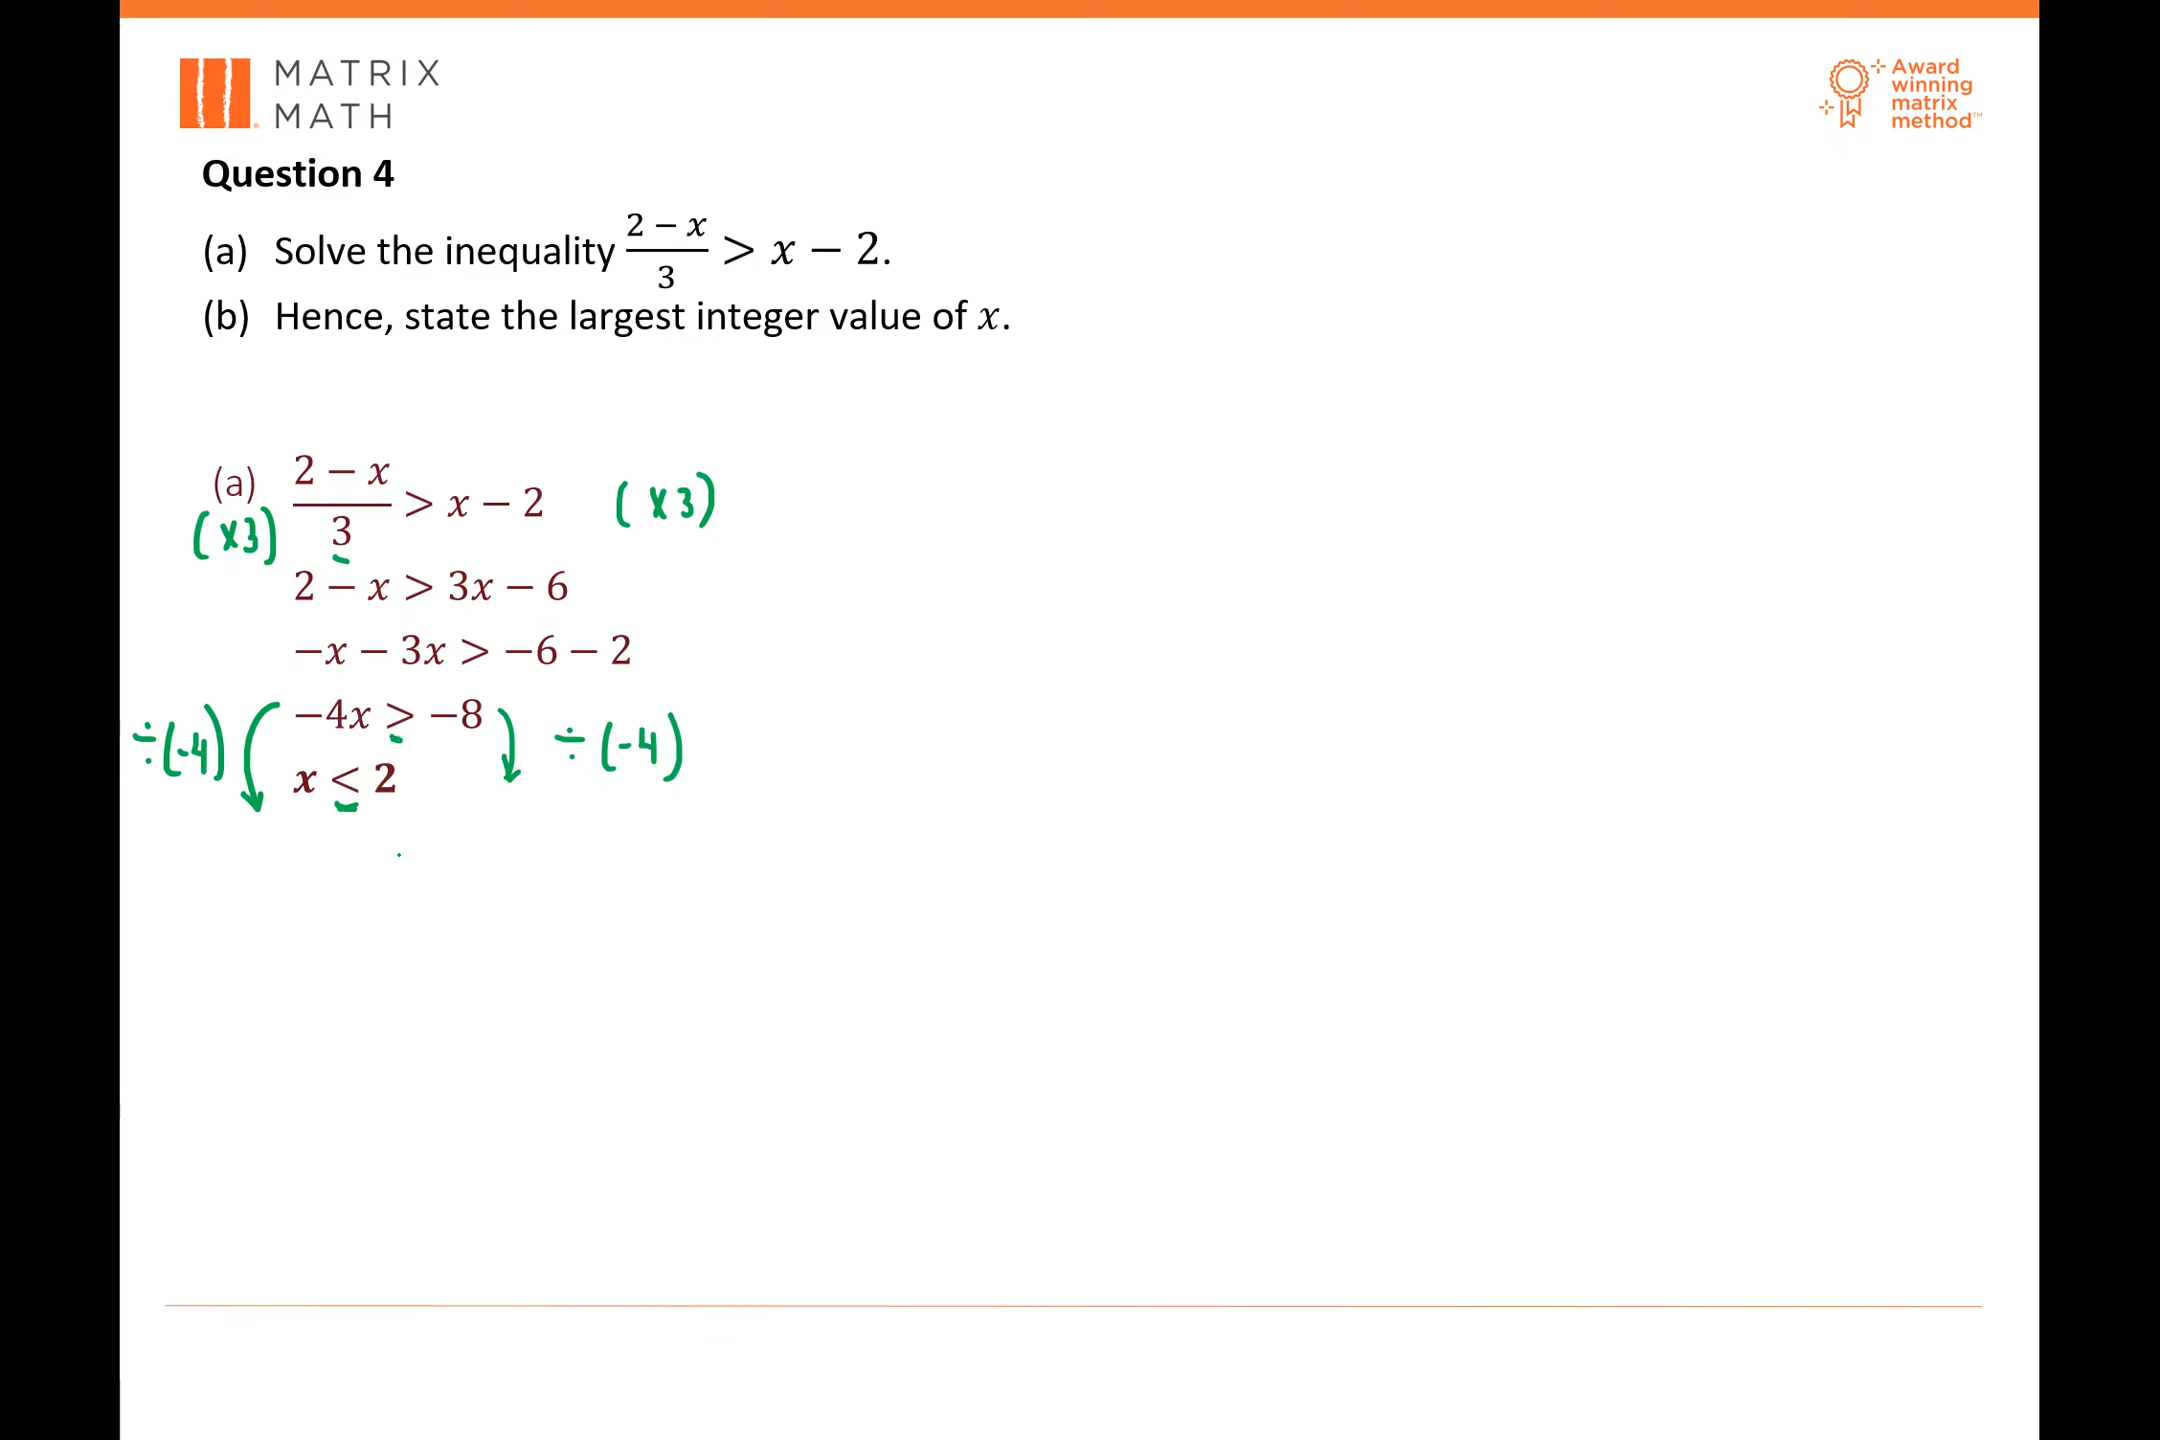 MATRIX
MATH
Award
winning
matrix
method™
Question 4
(a) Solve the inequality (2 − x)/3 > x − 2.
(b) Hence, state the largest integer value of x.
(a) (2 − x)/3 > x − 2 (×3)
(×3)
2 − x > 3x − 6
−x − 3x > −6 − 2
−4x > −8
÷(-4) ÷(-4)
x < 2